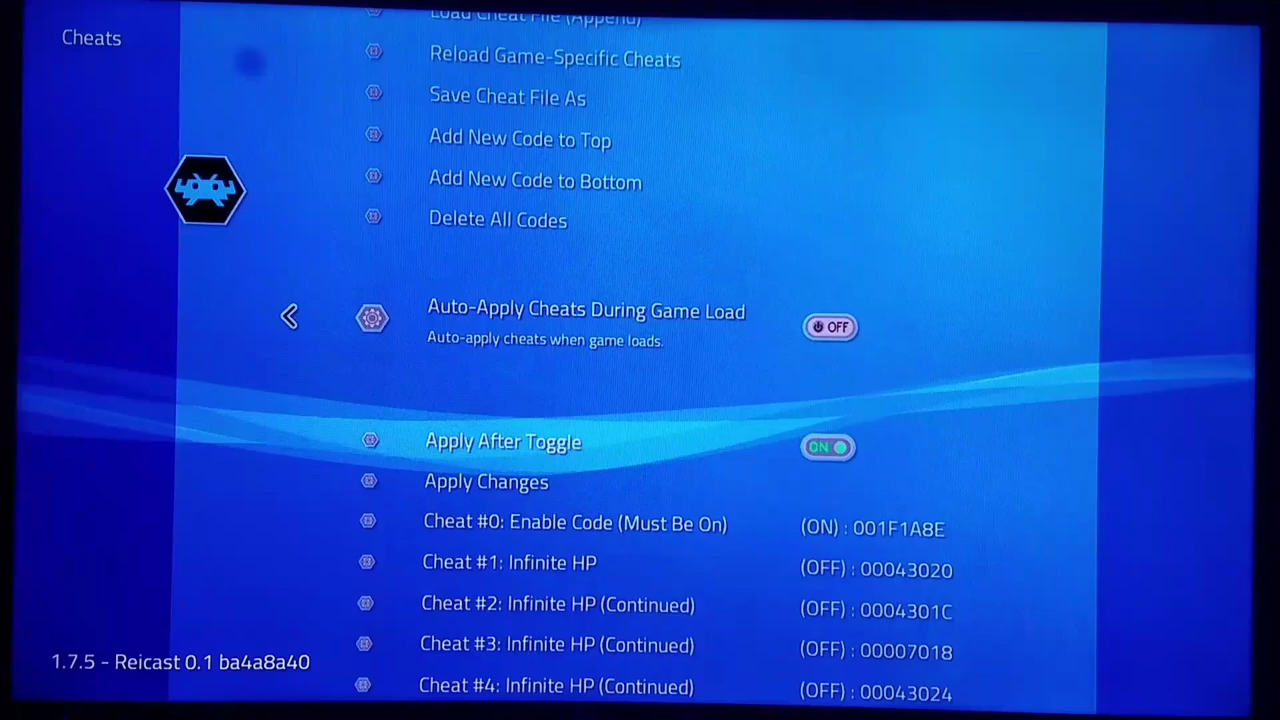 Cheats
Load Cheat File (Append)
Reload Game-Specific Cheats
Save Cheat File As
Add New Code to Top
Add New Code to Bottom
Delete All Codes
Auto-Apply Cheats During Game Load
OFF
Auto-apply cheats when game loads.
Apply After Toggle
ON
Apply Changes
Cheat #0: Enable Code (Must Be On) (ON) : 001F1A8E
Cheat #1: Infinite HP (OFF) : 00043020
Cheat #2: Infinite HP (Continued) (OFF) : 0004301C
Cheat #3: Infinite HP (Continued) (OFF) : 00007018
Cheat #4: Infinite HP (Continued) (OFF) : 00043024
1.7.5 - Reicast 0.1 ba4a8a40